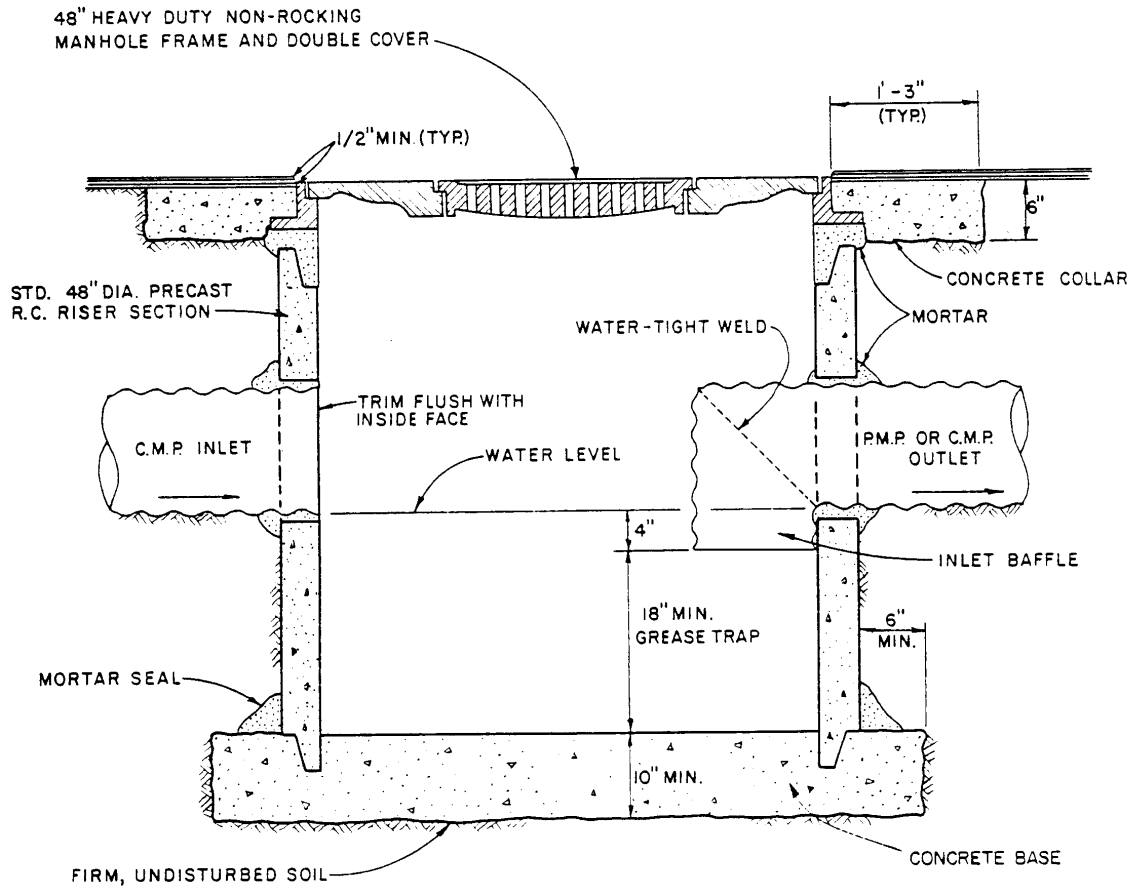 48" HEAVY DUTY NON-ROCKING
MANHOLE FRAME AND DOUBLE COVER
1'-3"
(TYP.)
1/2" MIN. (TYP.)
6"
CONCRETE COLLAR
STD. 48" DIA. PRECAST
R.C. RISER SECTION
WATER-TIGHT WELD
MORTAR
TRIM FLUSH WITH
INSIDE FACE
C.M.P. INLET
P.M.P. OR C.M.P.
OUTLET
WATER LEVEL
4"
INLET BAFFLE
18" MIN.
GREASE TRAP
6"
MIN.
MORTAR SEAL
10" MIN.
CONCRETE BASE
FIRM, UNDISTURBED SOIL